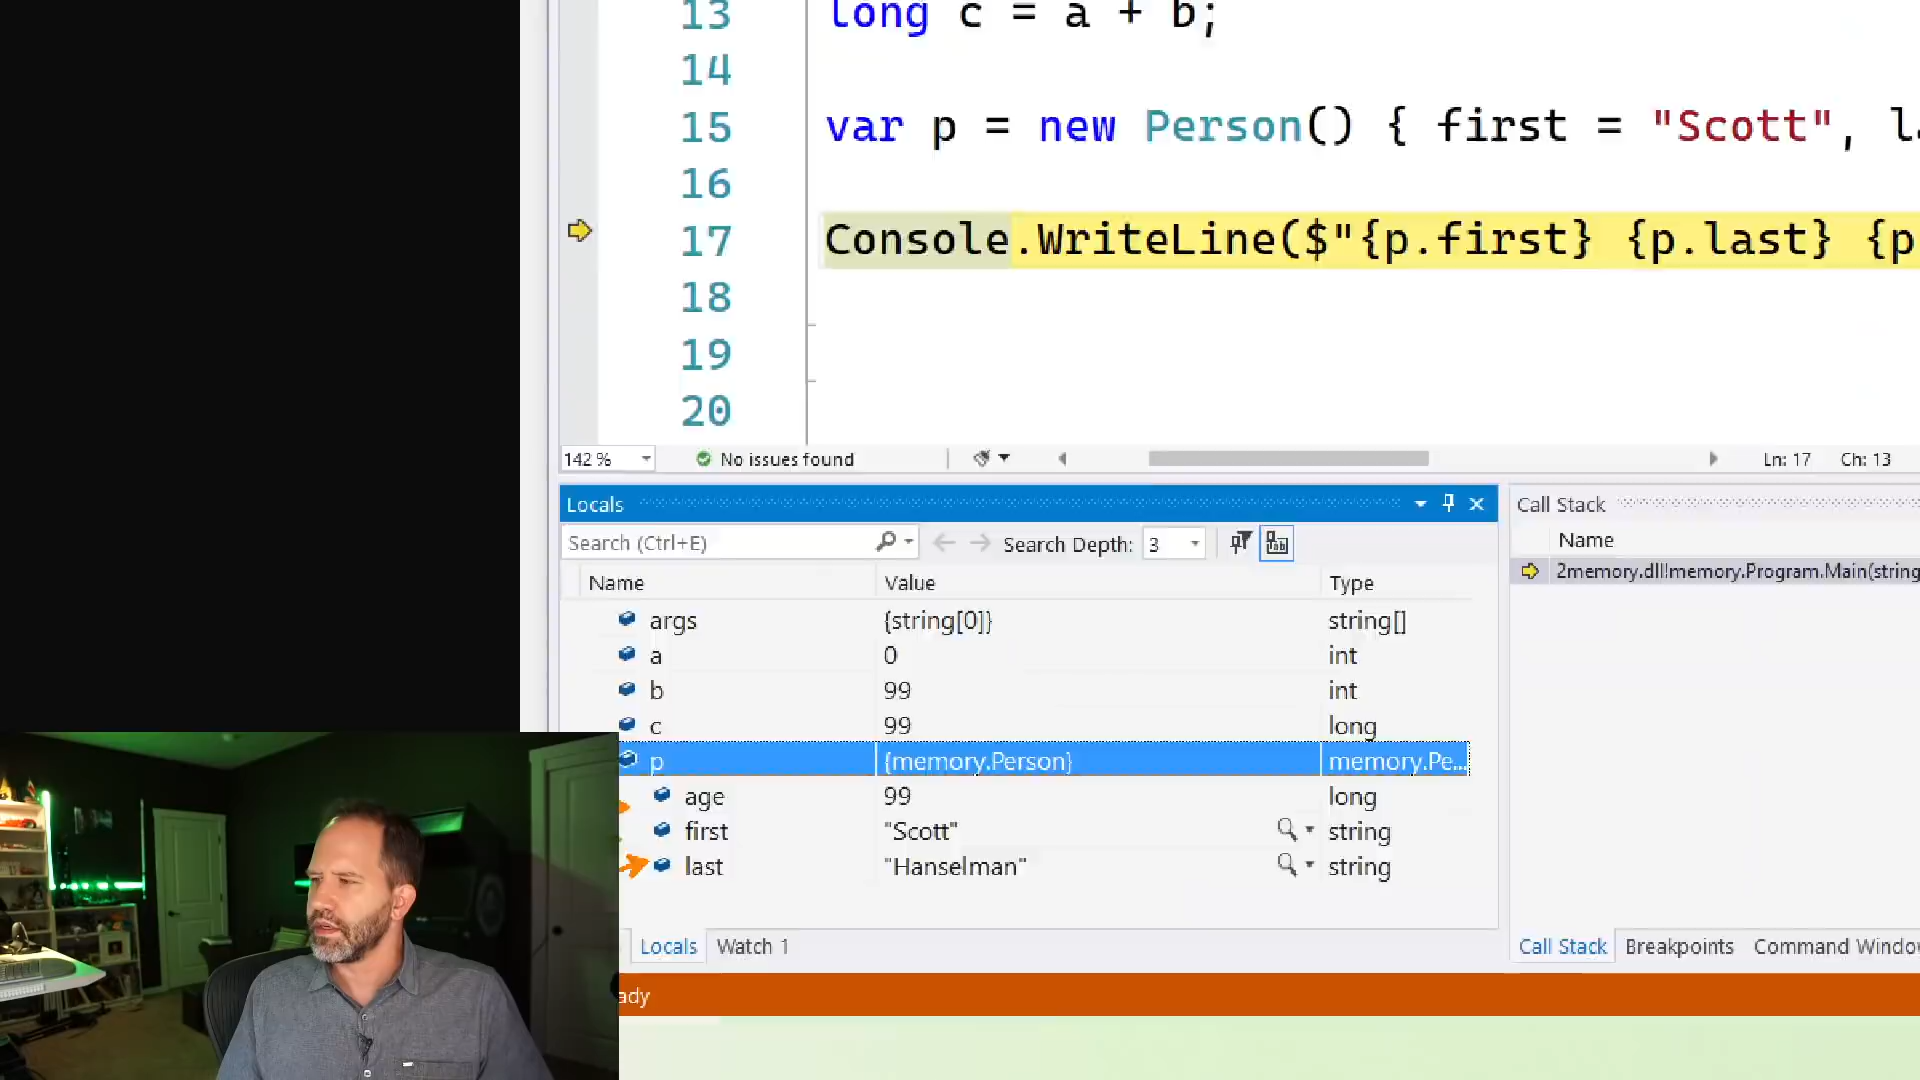 13 long c = a + b;
14
15 var p = new Person() { first = "Scott", l
16
17 Console.WriteLine($"{p.first} {p.last} {p
18
19
20
142 % No issues found Ln: 17 Ch: 13
Locals
Search (Ctrl+E) Search Depth: 3
Name Value Type
args {string[0]} string[]
a 0 int
b 99 int
c 99 long
p {memory.Person} memory.Pe...
age 99 long
first "Scott" string
last "Hanselman" string
Locals Watch 1
Call Stack
Name
2memory.dll!memory.Program.Main(string
Call Stack Breakpoints Command Windo
ady